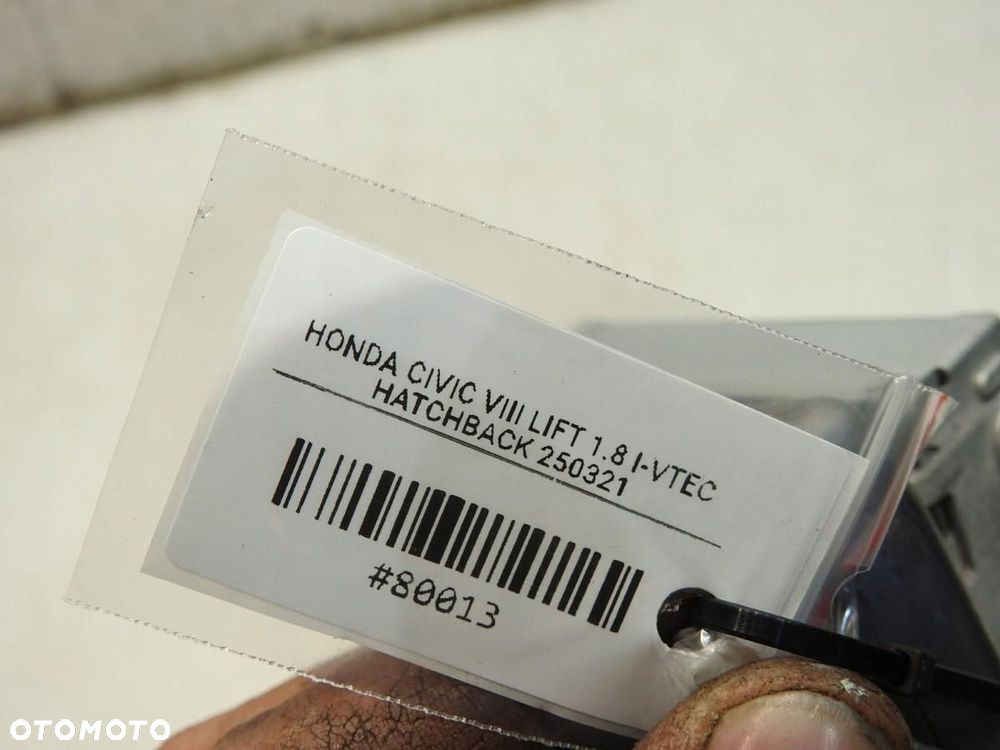 HONDA CIVIC VIII LIFT 1.8 I-VTEC
HATCHBACK 250321
#80013
OTOMOTO